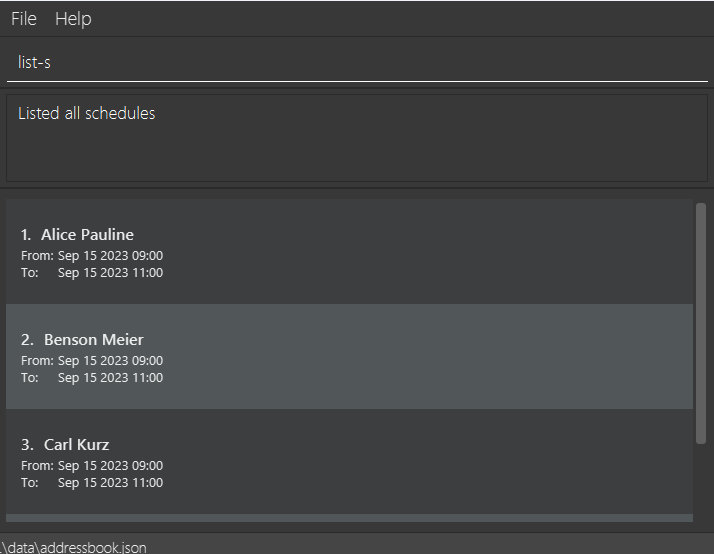 File Help
list-s
Listed all schedules
1. Alice Pauline
From: Sep 15 2023 09:00
To: Sep 15 2023 11:00
2. Benson Meier
From: Sep 15 2023 09:00
To: Sep 15 2023 11:00
3. Carl Kurz
From: Sep 15 2023 09:00
To: Sep 15 2023 11:00
.\data\addressbook.json